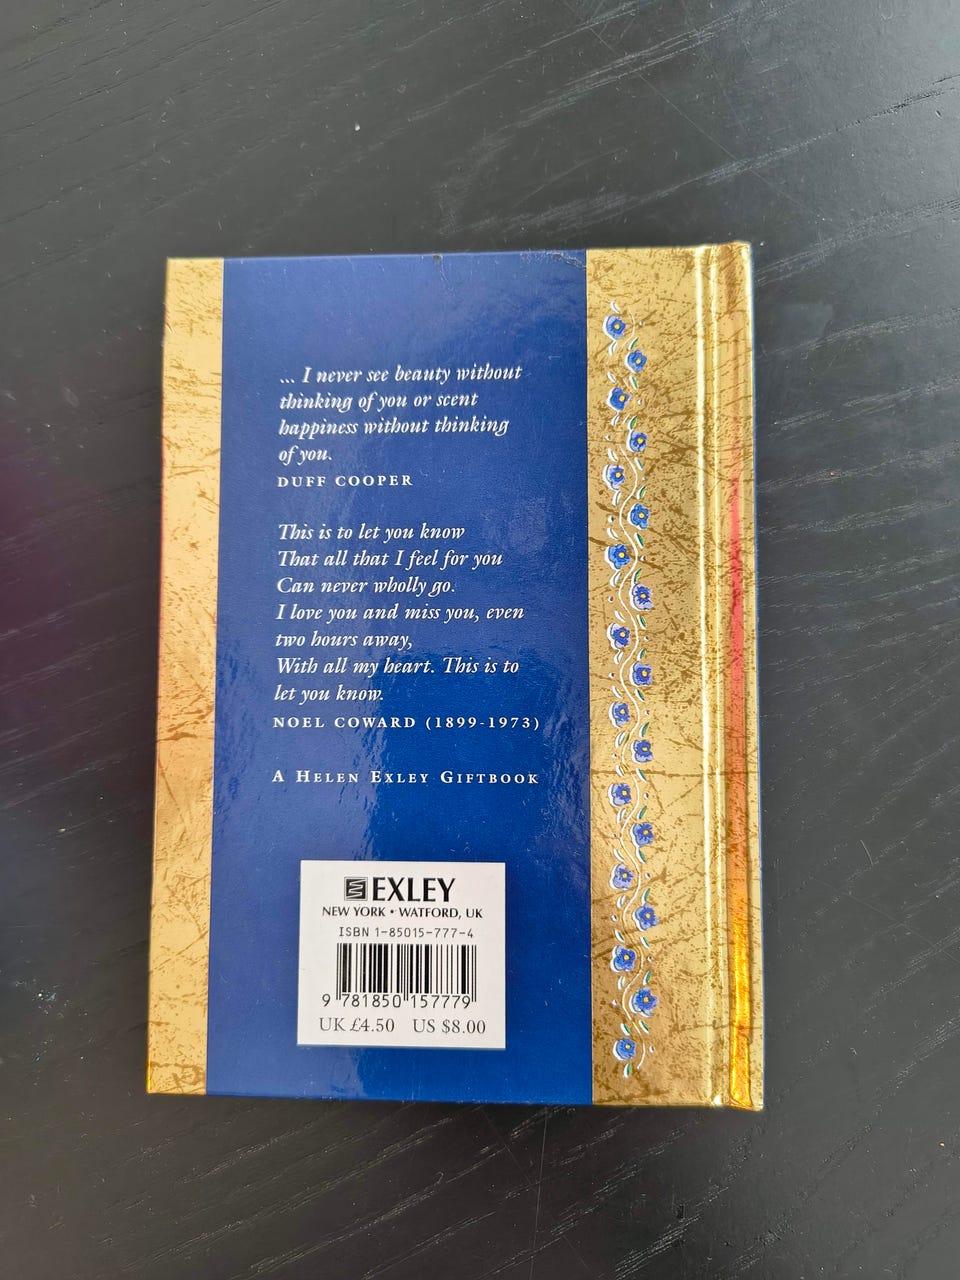 ... I never see beauty without
thinking of you or scent
happiness without thinking
of you.
DUFF COOPER
This is to let you know
That all that I feel for you
Can never wholly go.
I love you and miss you, even
two hours away,
With all my heart. This is to
let you know.
NOEL COWARD (1899-1973)
A HELEN EXLEY GIFTBOOK
EXLEY
NEW YORK • WATFORD, UK
ISBN 1-85015-777-4
9 781850 157779
UK £4.50 US $8.00